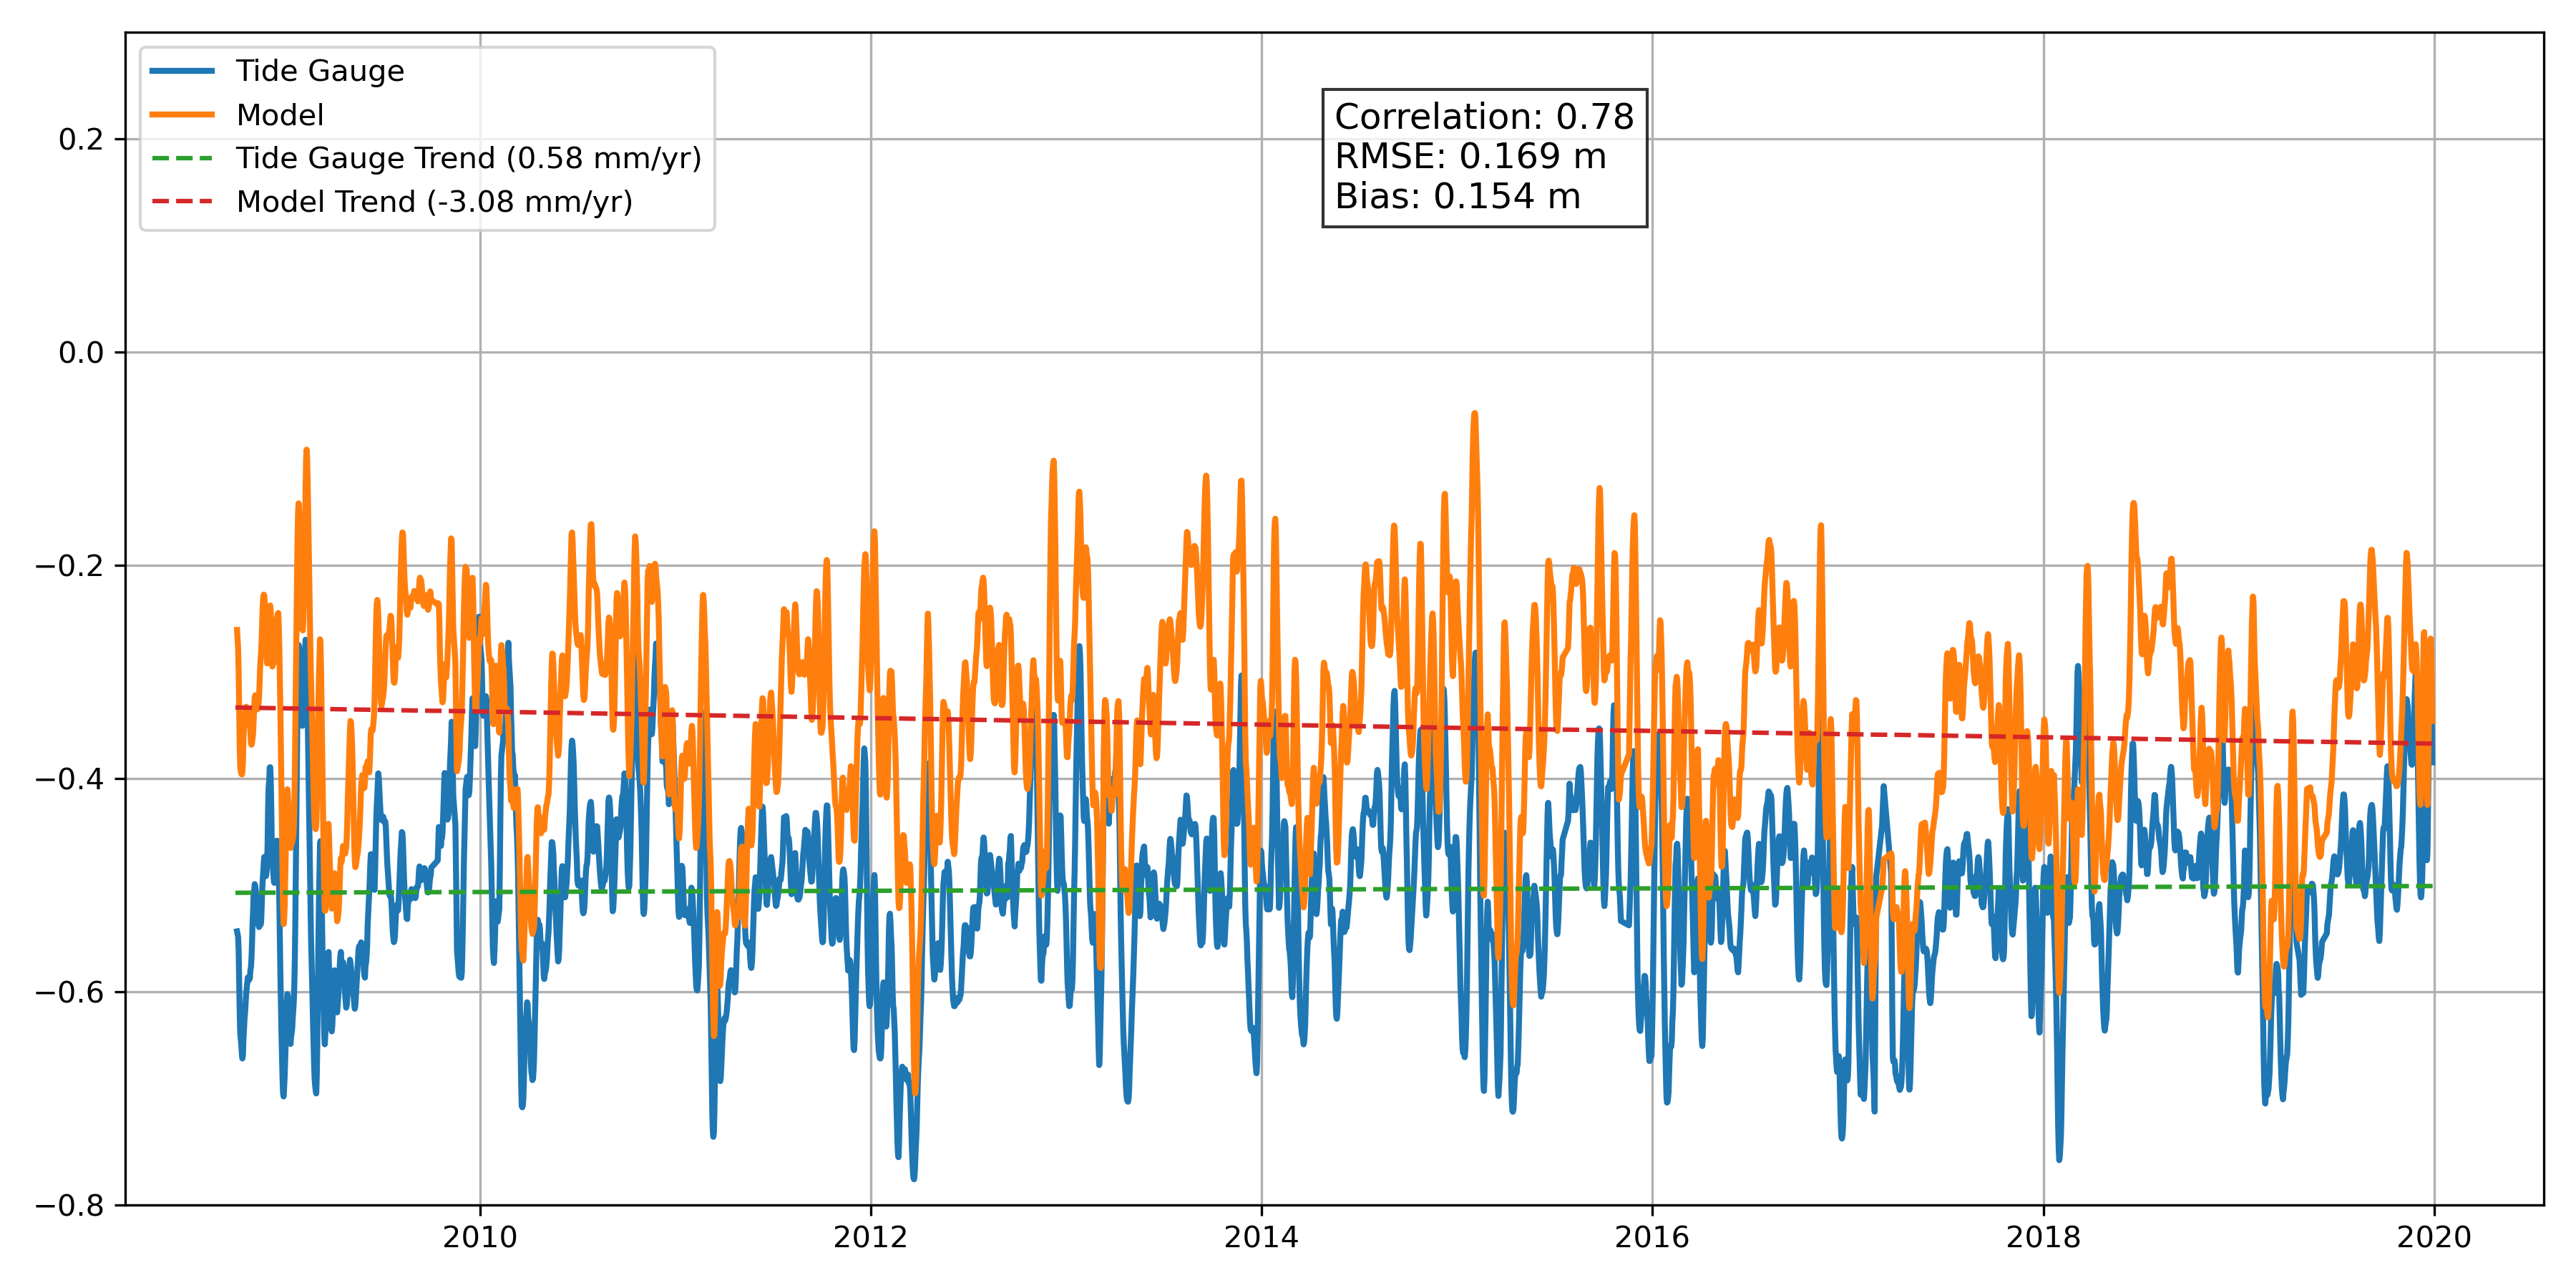 Tide Gauge
Model
Tide Gauge Trend (0.58 mm/yr)
Model Trend (-3.08 mm/yr)
Correlation: 0.78
RMSE: 0.169 m
Bias: 0.154 m
0.2
0.0
−0.2
−0.4
−0.6
−0.8
2010 2012 2014 2016 2018 2020